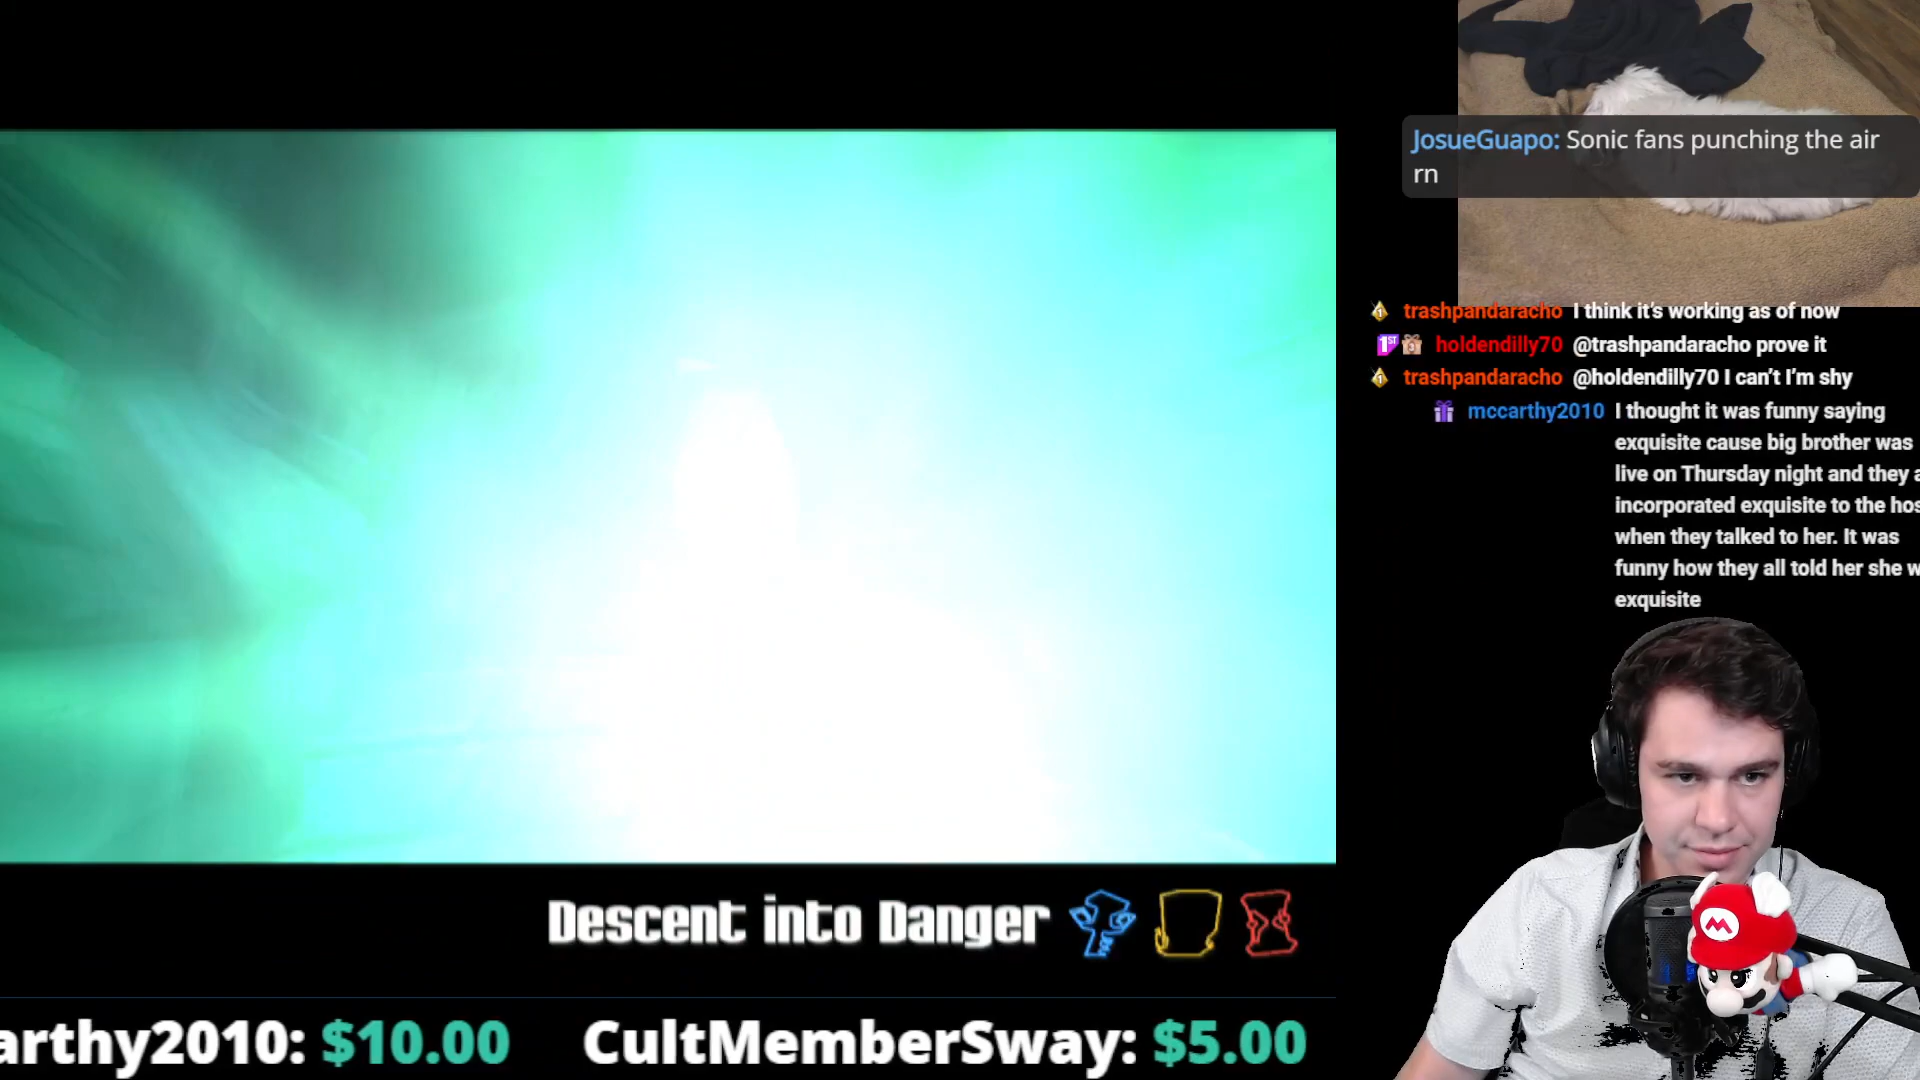 JosueGuapo: Sonic fans punching the air
rn
trashpandaracho I think it's working as of now
holdendilly70 @trashpandaracho prove it
trashpandaracho @holdendilly70 I can't I'm shy
mccarthy2010 I thought it was funny saying
exquisite cause big brother was
live on Thursday night and they a
incorporated exquisite to the hos
when they talked to her. It was
funny how they all told her she w
exquisite
Descent into Danger
arthy2010: $10.00 CultMemberSway: $5.00
M